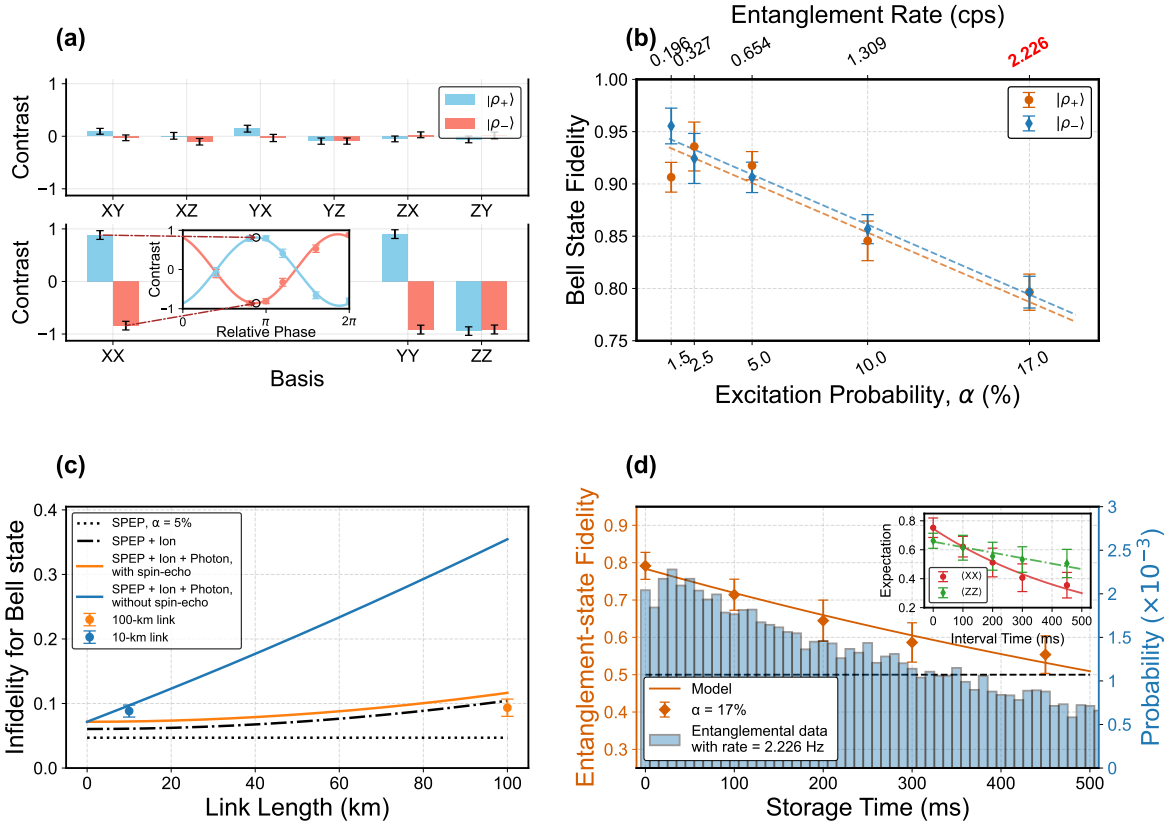 (a)
Contrast
1
0
−1
|ρ+⟩
|ρ−⟩
XY XZ YX YZ ZX ZY
Contrast
1
0
−1
Contrast
1
0
−1
0 π 2π
Relative Phase
XX YY ZZ
Basis
(b)
Entanglement Rate (cps)
0.196 0.327 0.654 1.309 2.226
Bell State Fidelity
1.00
0.95
0.90
0.85
0.80
0.75
|ρ+⟩
|ρ−⟩
1.5 2.5 5.0 10.0 17.0
Excitation Probability, α (%)
(c)
Infidelity for Bell state
0.4
0.3
0.2
0.1
0.0
SPEP, α = 5%
SPEP + Ion
SPEP + Ion + Photon,
with spin-echo
SPEP + Ion + Photon,
without spin-echo
100-km link
10-km link
0 20 40 60 80 100
Link Length (km)
(d)
Entanglement-state Fidelity
0.9
0.8
0.7
0.6
0.5
0.4
0.3
Model
α = 17%
Entanglemental data
with rate = 2.226 Hz
Expectation
0.8
0.6
0.4
0.2
⟨XX⟩
⟨ZZ⟩
0 100 200 300 400 500
Interval Time (ms)
3
2.5
2
1.5
1
0.5
0
Probability (×10⁻³)
0 100 200 300 400 500
Storage Time (ms)